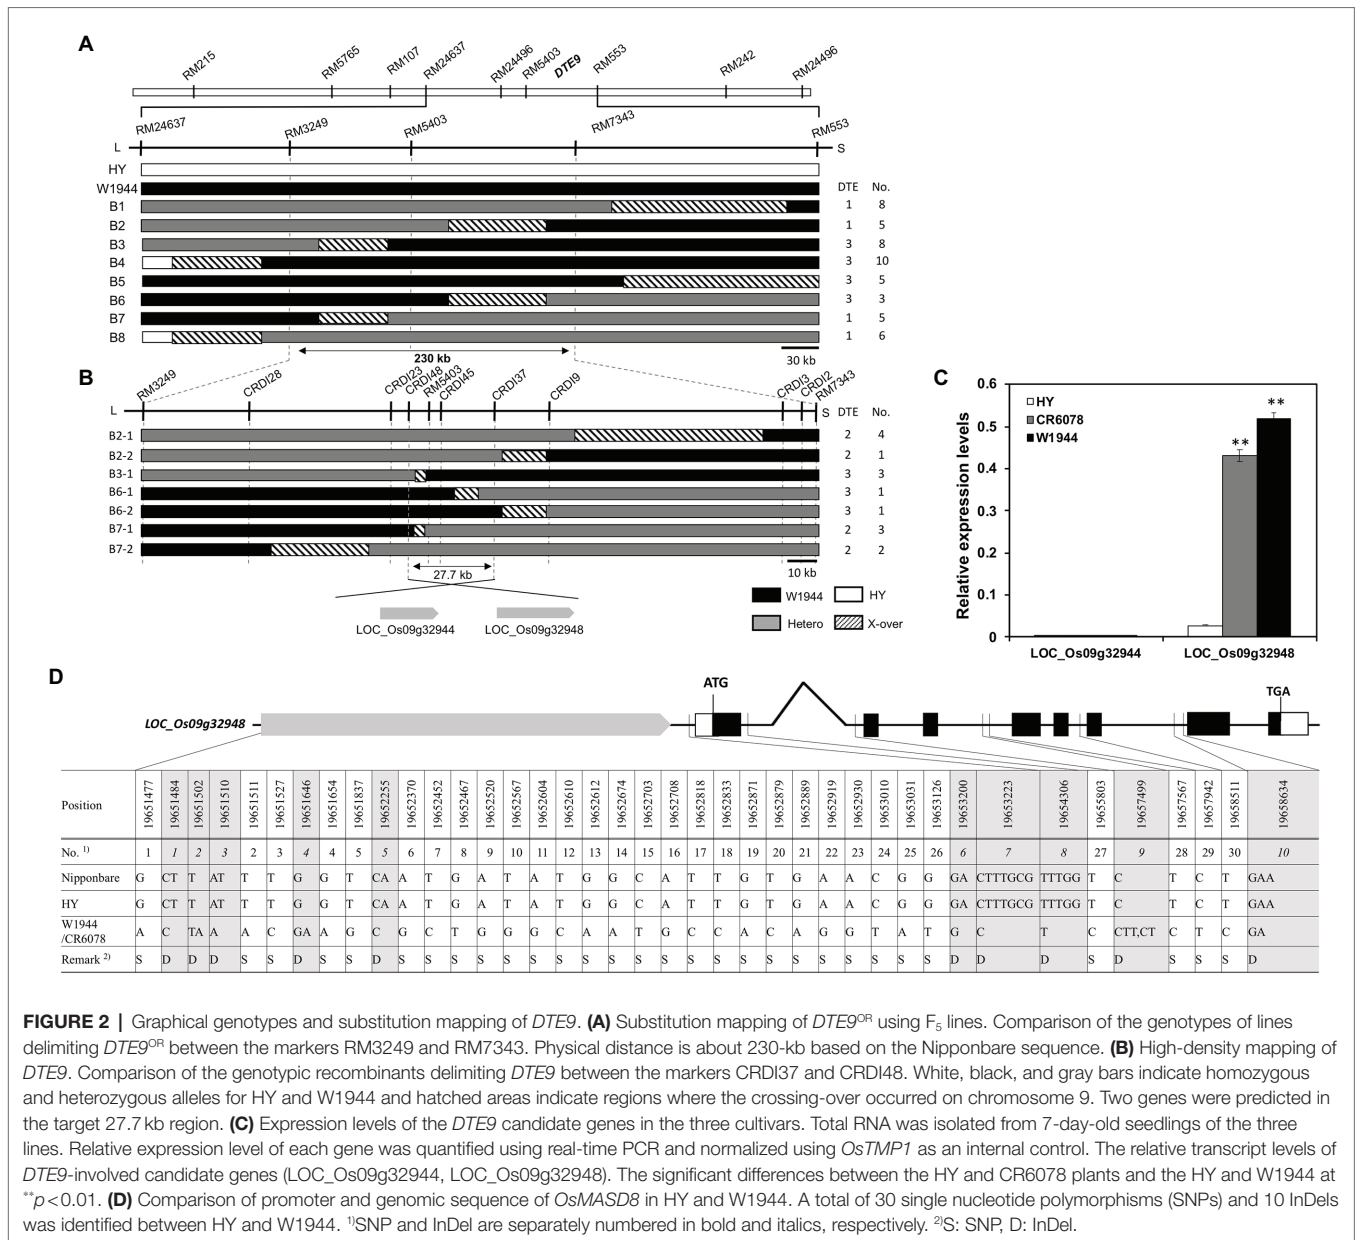 A
RM215 RM5765 RM107 RM24637 RM24496 RM5403 DTE9 RM553 RM242 RM24496
RM24637 RM3249 RM5403 RM7343 RM553
L S
HY
W1944 DTE No.
B1 1 8
B2 1 5
B3 3 8
B4 3 10
B5 3 5
B6 3 3
B7 1 5
B8 1 6
230 kb 30 kb
B
RM3249 CRDI28 CRDI23 CRDI48 RM5403 CRDI45 CRDI37 CRDI9 CRDI3 CRDI2 RM7343
L S DTE No.
B2-1 2 4
B2-2 2 1
B3-1 3 3
B6-1 3 1
B6-2 3 1
B7-1 2 3
B7-2 2 2
27.7 kb 10 kb
LOC_Os09g32944 LOC_Os09g32948
W1944 HY
Hetero X-over
C
Relative expression levels
0.6
0.5
0.4
0.3
0.2
0.1
0
HY
CR6078
W1944
** **
LOC_Os09g32944 LOC_Os09g32948
D
LOC_Os09g32948 ATG TGA
Position 19651477 19651484 19651502 19651510 19651511 19651527 19651646 19651654 19651837 19652255 19652370 19652452 19652467 19652520 19652567 19652604 19652610 19652612 19652674 19652703 19652708 19652818 19652833 19652871 19652879 19652889 19652919 19652930 19653010 19653031 19653126 19653200 19653223 19654306 19655803 19657499 19657567 19657942 19658511 19658634
No. 1) 1 1 2 3 2 3 4 4 5 5 6 7 8 9 10 11 12 13 14 15 16 17 18 19 20 21 22 23 24 25 26 6 7 8 27 9 28 29 30 10
Nipponbare G CT T AT T T G G T CA A T G A T A T G G C A T T G T G A A C G G GA CTTTGCG TTTGG T C T C T GAA
HY G CT T AT T T G G T CA A T G A T A T G G C A T T G T G A A C G G GA CTTTGCG TTTGG T C T C T GAA
W1944
/CR6078 A C TA A A C GA A G C G C T G G G C A A T G C C A C A G G T A T G C T C CTT,CT C T C GA
Remark 2) S D D D S S D S S D S S S S S S S S S S S S S S S S S S S S S D D D S D S S S D
FIGURE 2 | Graphical genotypes and substitution mapping of DTE9. (A) Substitution mapping of DTE9OR using F5 lines. Comparison of the genotypes of lines
delimiting DTE9OR between the markers RM3249 and RM7343. Physical distance is about 230-kb based on the Nipponbare sequence. (B) High-density mapping of
DTE9. Comparison of the genotypic recombinants delimiting DTE9 between the markers CRDI37 and CRDI48. White, black, and gray bars indicate homozygous
and heterozygous alleles for HY and W1944 and hatched areas indicate regions where the crossing-over occurred on chromosome 9. Two genes were predicted in
the target 27.7 kb region. (C) Expression levels of the DTE9 candidate genes in the three cultivars. Total RNA was isolated from 7-day-old seedlings of the three
lines. Relative expression level of each gene was quantified using real-time PCR and normalized using OsTMP1 as an internal control. The relative transcript levels of
DTE9-involved candidate genes (LOC_Os09g32944, LOC_Os09g32948). The significant differences between the HY and CR6078 plants and the HY and W1944 at
**p<0.01. (D) Comparison of promoter and genomic sequence of OsMASD8 in HY and W1944. A total of 30 single nucleotide polymorphisms (SNPs) and 10 InDels
was identified between HY and W1944. 1)SNP and InDel are separately numbered in bold and italics, respectively. 2)S: SNP, D: InDel.